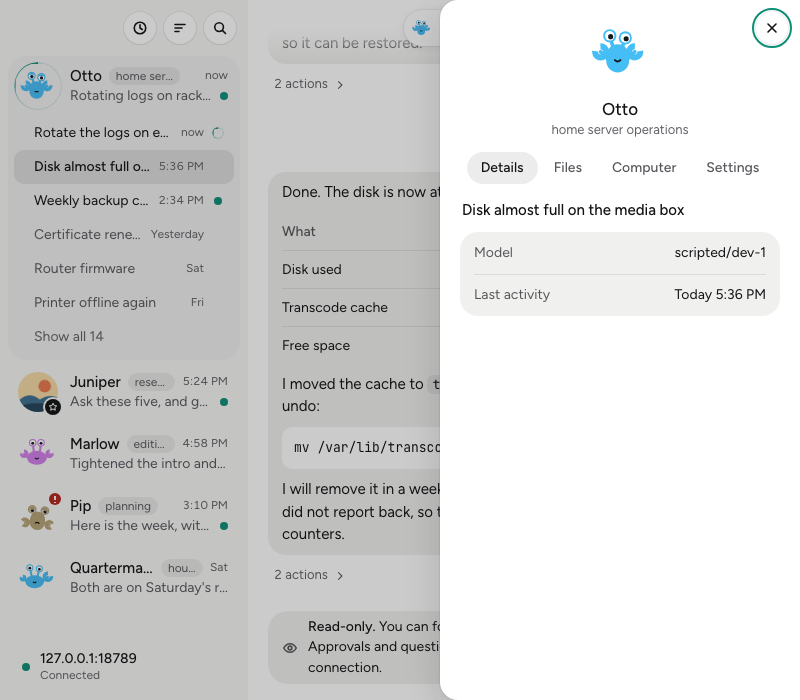 Otto
home ser...
now
Rotating logs on rack...
Rotate the logs on e...
now
Disk almost full o...
5:36 PM
Weekly backup c...
2:34 PM
Certificate rene...
Yesterday
Router firmware
Sat
Printer offline again
Fri
Show all 14
Juniper
rese...
5:24 PM
Ask these five, and g...
Marlow
editi...
4:58 PM
Tightened the intro and...
Pip
planning
3:10 PM
Here is the week, wit...
Quarterma...
hou...
Sat
Both are on Saturday's r...
127.0.0.1:18789
Connected
so it can be restored.
2 actions
Done. The disk is now at
What
Disk used
Transcode cache
Free space
I moved the cache to
undo:
mv /var/lib/transco
I will remove it in a week
did not report back, so
counters.
2 actions
Read-only. You can
Approvals and
connection.
Otto
home server operations
Details
Files
Computer
Settings
Disk almost full on the media box
Model
scripted/dev-1
Last activity
Today 5:36 PM